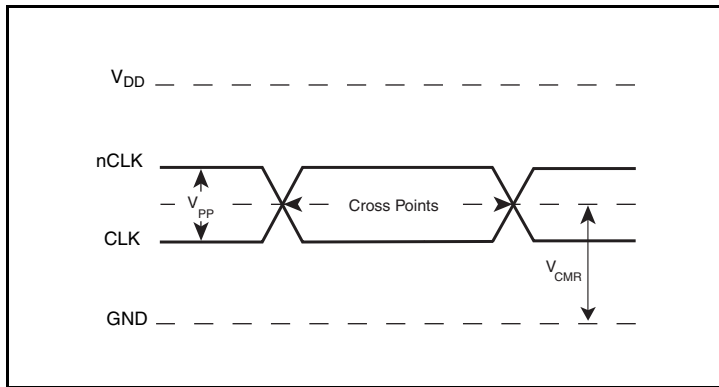 VDD
nCLK
VPP
Cross Points
CLK
VCMR
GND